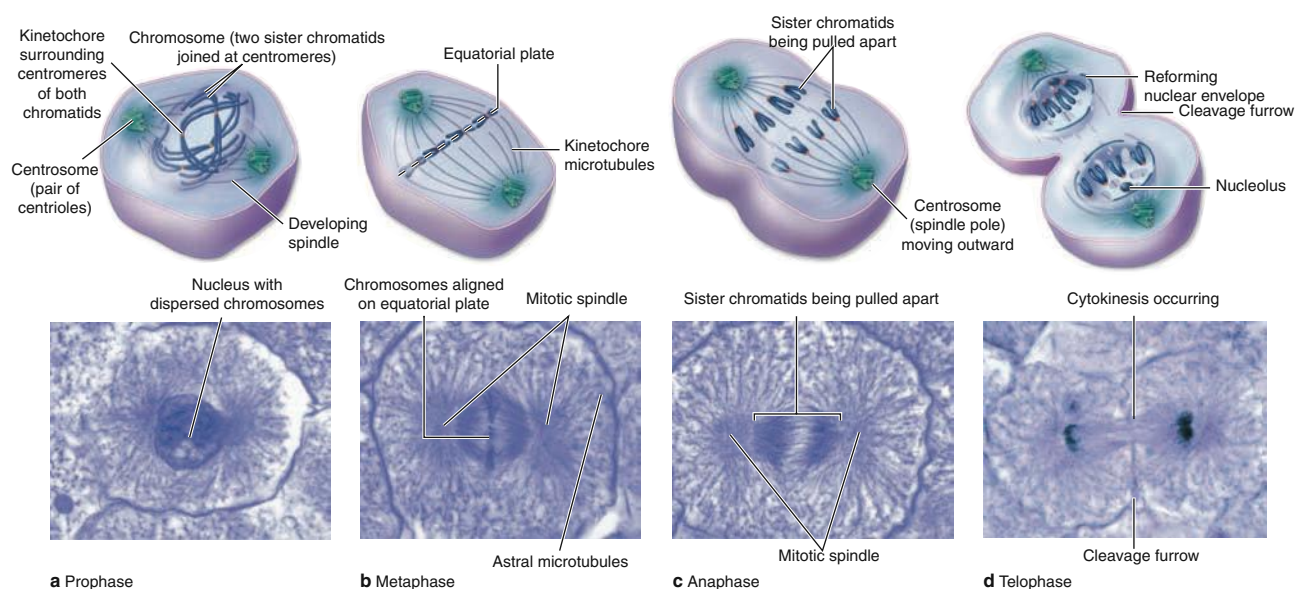 Kinetochore
surrounding
centromeres
of both
chromatids
Chromosome (two sister chromatids
joined at centromeres)
Centrosome
(pair of
centrioles)
Developing
spindle
Equatorial plate
Kinetochore
microtubules
Sister chromatids
being pulled apart
Centrosome
(spindle pole)
moving outward
Reforming
nuclear envelope
Cleavage furrow
Nucleolus
Nucleus with
dispersed chromosomes
Chromosomes aligned
on equatorial plate
Mitotic spindle
Astral microtubules
Sister chromatids being pulled apart
Mitotic spindle
Cytokinesis occurring
Cleavage furrow
a Prophase
b Metaphase
c Anaphase
d Telophase